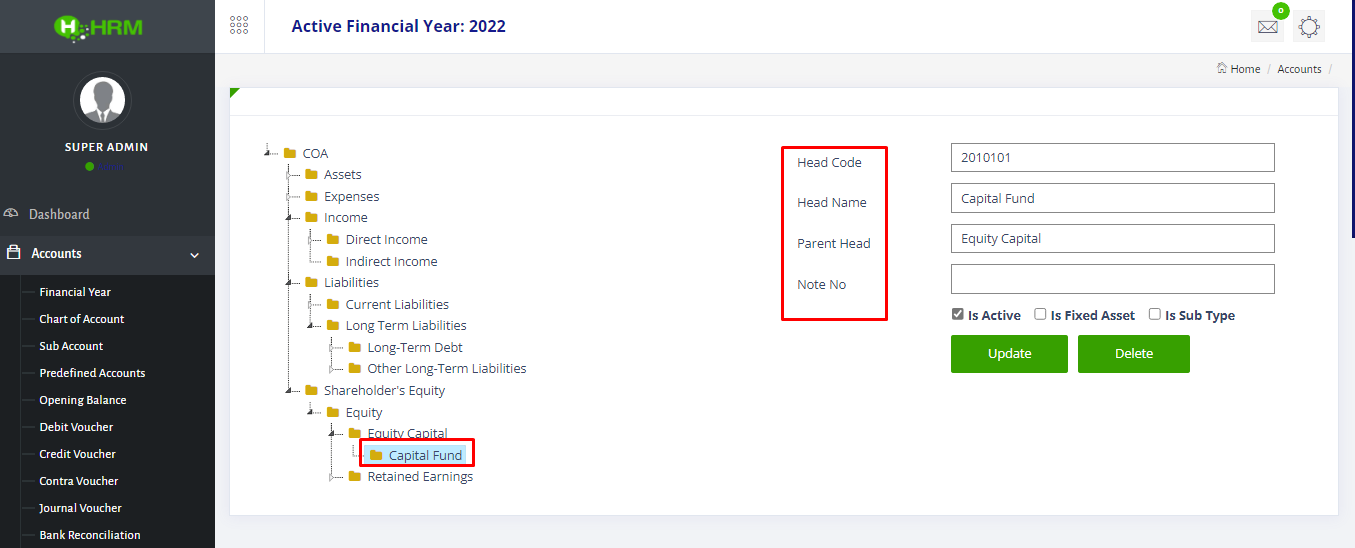 HRM
Active Financial Year: 2022
0
Home / Accounts /
SUPER ADMIN
Dashboard
Accounts
Financial Year
Chart of Account
Sub Account
Predefined Accounts
Opening Balance
Debit Voucher
Credit Voucher
Contra Voucher
Journal Voucher
Bank Reconciliation
COA
Assets
Expenses
Income
Direct Income
Indirect Income
Liabilities
Current Liabilities
Long Term Liabilities
Long-Term Debt
Other Long-Term Liabilities
Shareholder's Equity
Equity
Equity Capital
Capital Fund
Retained Earnings
Head Code 2010101
Head Name Capital Fund
Parent Head Equity Capital
Note No
Is Active Is Fixed Asset Is Sub Type
Update Delete